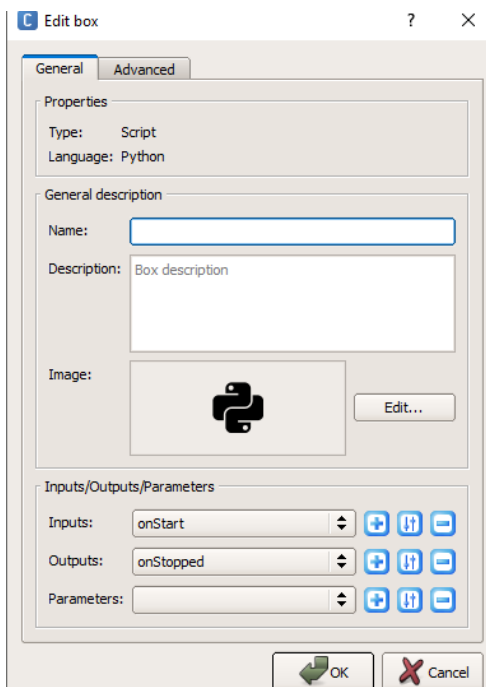 C Edit box ? X
General Advanced
Properties
Type: Script
Language: Python
General description
Name:
Description: Box description
Image:
Edit...
Inputs/Outputs/Parameters
Inputs: onStart
Outputs: onStopped
Parameters:
OK Cancel